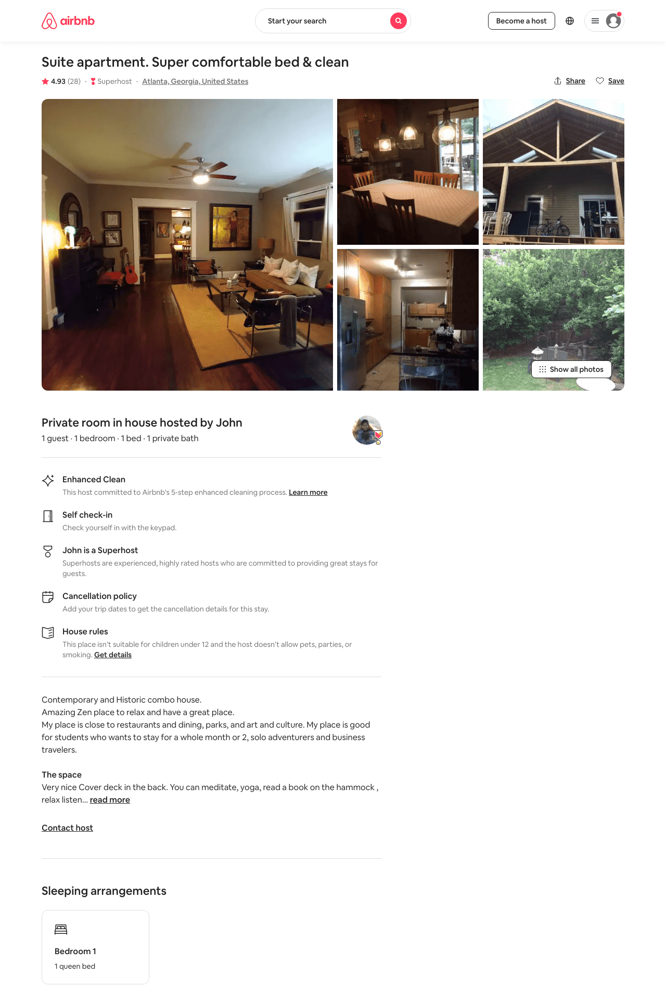 airbnb
Start your search
Become a host
Suite apartment. Super comfortable bed & clean
4.93 (28) · Superhost · Atlanta, Georgia, United States
Share
Save
Show all photos
Private room in house hosted by John
1 guest · 1 bedroom · 1 bed · 1 private bath
Enhanced Clean
This host committed to Airbnb's 5-step enhanced cleaning process. Learn more
Self check-in
Check yourself in with the keypad.
John is a Superhost
Superhosts are experienced, highly rated hosts who are committed to providing great stays for
guests.
Cancellation policy
Add your trip dates to get the cancellation details for this stay.
House rules
This place isn’t suitable for children under 12 and the host doesn’t allow pets, parties, or
smoking. Get details
Contemporary and Historic combo house.
Amazing Zen place to relax and have a great place.
My place is close to restaurants and dining, parks, and art and culture. My place is good
for students who wants to stay for a whole month or 2, solo adventurers and business
travelers.
The space
Very nice Cover deck in the back. You can meditate, yoga, read a book on the hammock ,
relax listen… read more
Contact host
Sleeping arrangements
Bedroom 1
1 queen bed